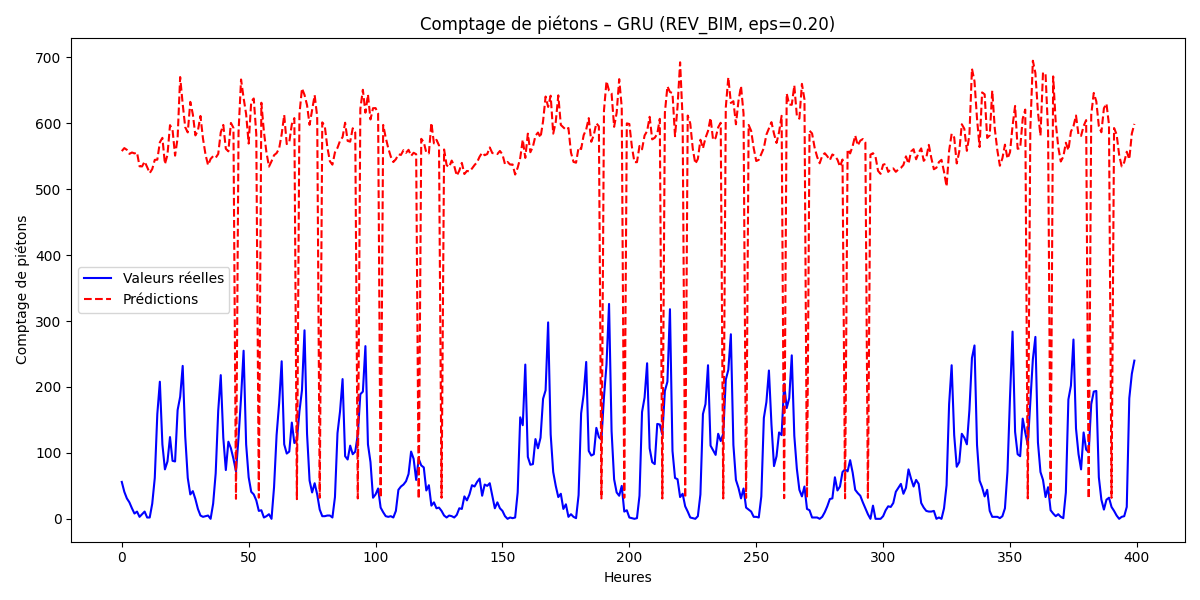 Comptage de piétons – GRU (REV_BIM, eps=0.20)
Comptage de piétons
700
600
500
400
300
200
100
0
Valeurs réelles
Prédictions
0 50 100 150 200 250 300 350 400
Heures